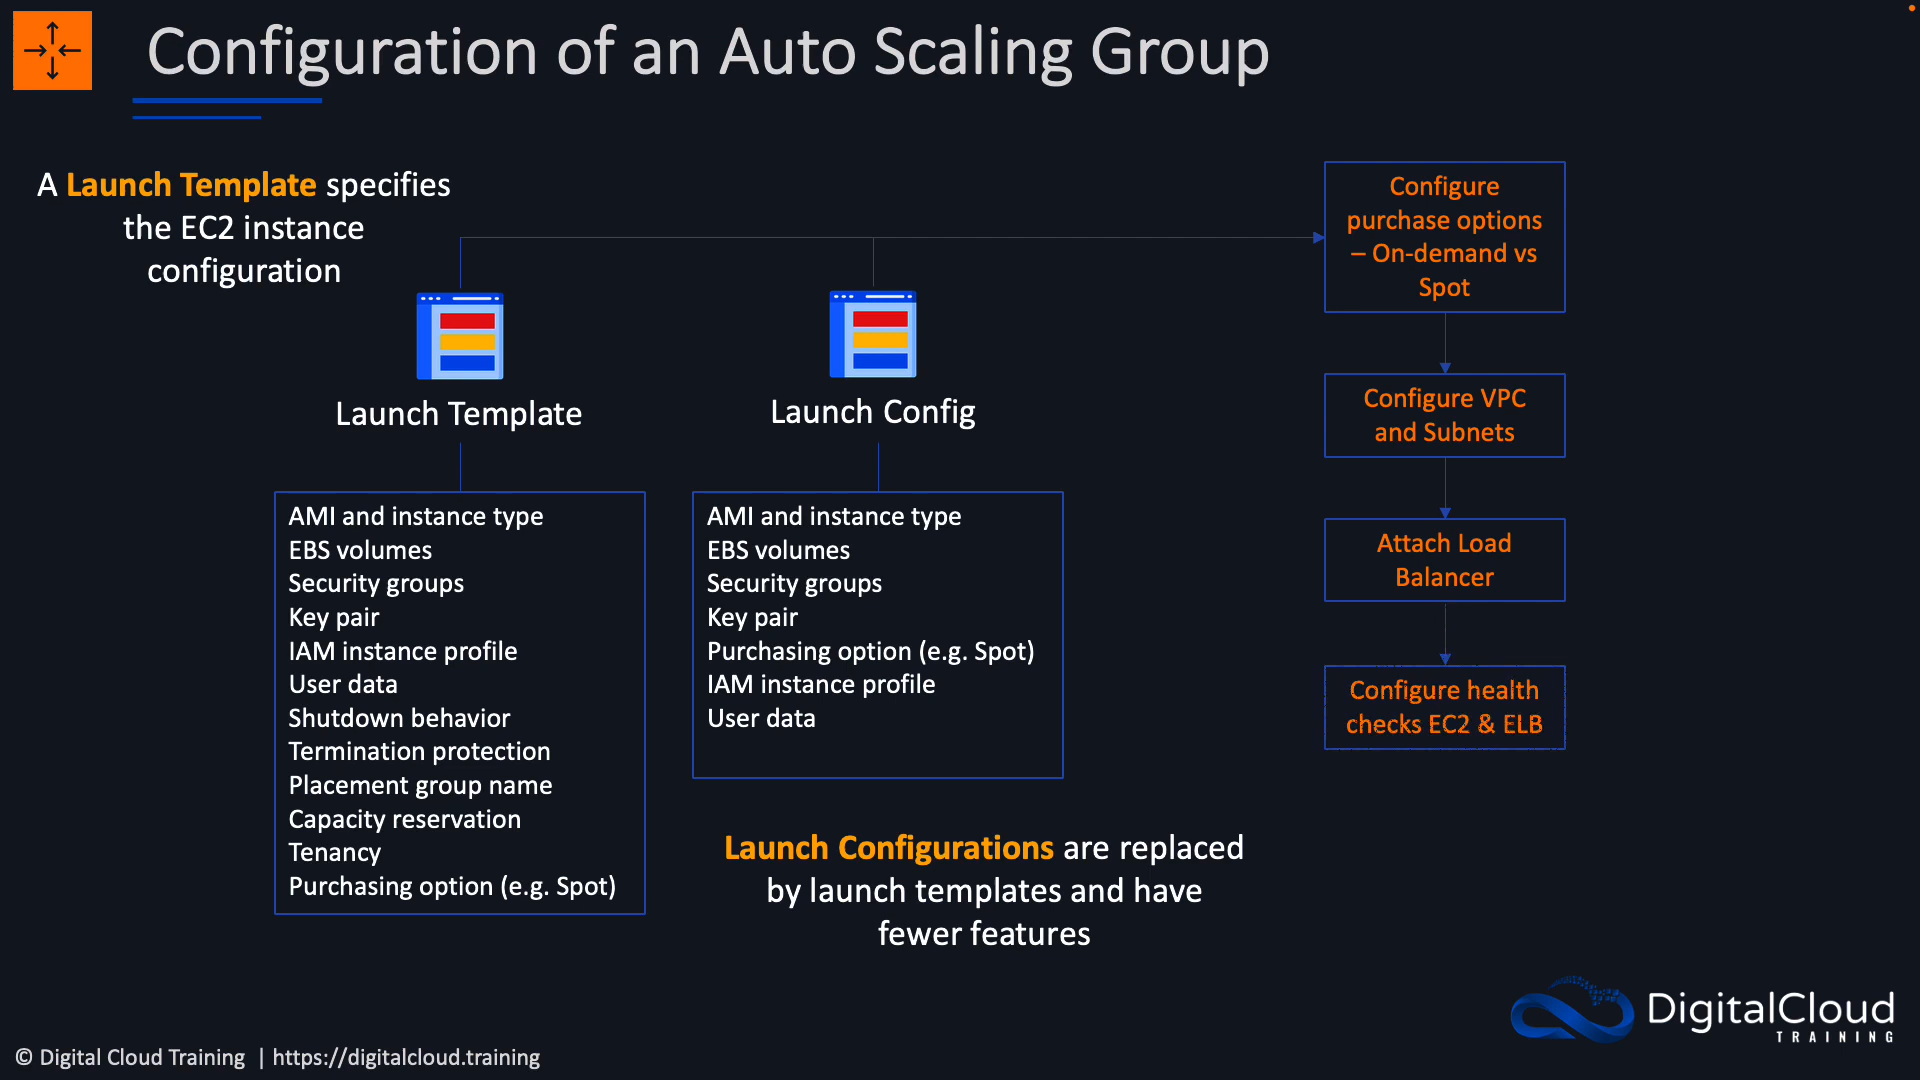 Configuration of an Auto Scaling Group
A Launch Template specifies
the EC2 instance
configuration
Launch Template
AMI and instance type
EBS volumes
Security groups
Key pair
IAM instance profile
User data
Shutdown behavior
Termination protection
Placement group name
Capacity reservation
Tenancy
Purchasing option (e.g. Spot)
Launch Config
AMI and instance type
EBS volumes
Security groups
Key pair
Purchasing option (e.g. Spot)
IAM instance profile
User data
Launch Configurations are replaced
by launch templates and have
fewer features
Configure
purchase options
– On-demand vs
Spot
Configure VPC
and Subnets
Attach Load
Balancer
Configure health
checks EC2 & ELB
DigitalCloud
TRAINING
© Digital Cloud Training | https://digitalcloud.training